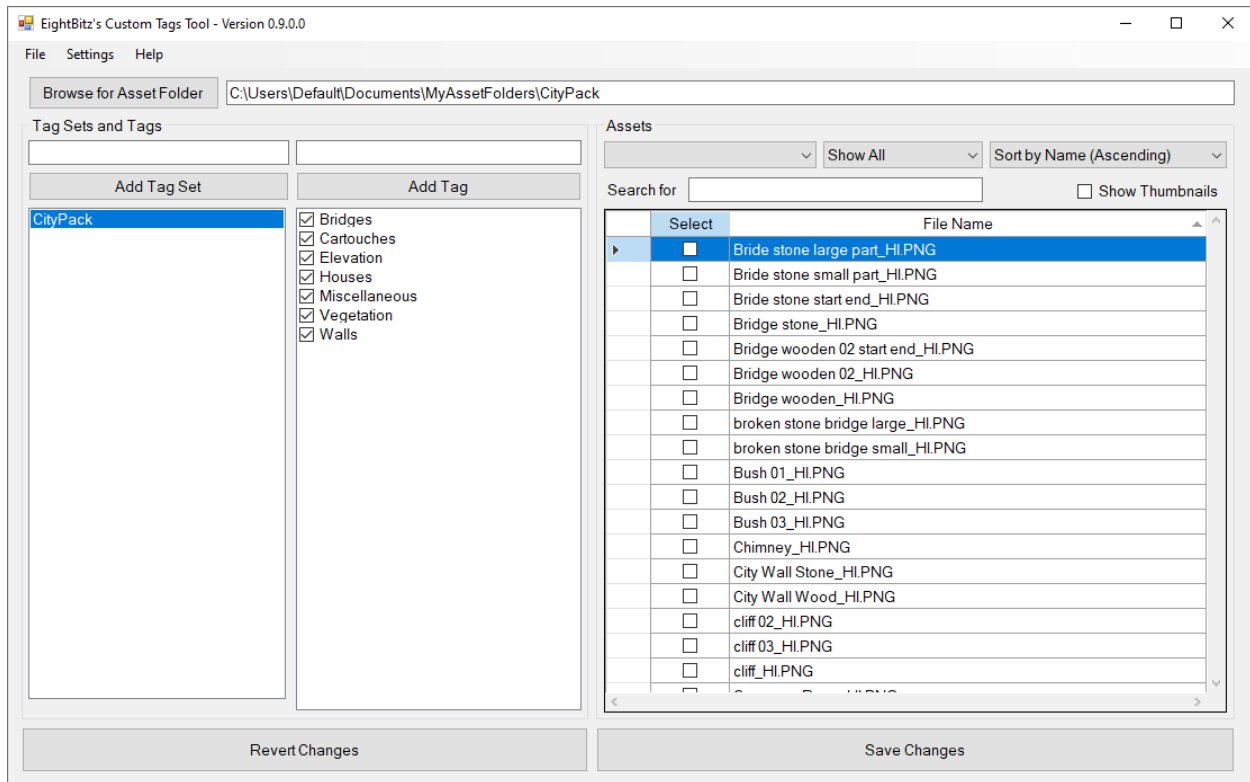 EightBitz's Custom Tags Tool - Version 0.9.0.0
File Settings Help
Browse for Asset Folder C:\Users\Default\Documents\MyAssetFolders\CityPack
Tag Sets and Tags
Add Tag Set Add Tag
CityPack
Bridges
Cartouches
Elevation
Houses
Miscellaneous
Vegetation
Walls
Assets
Show All Sort by Name (Ascending)
Search for Show Thumbnails
Select File Name
Bride stone large part_HI.PNG
Bride stone small part_HI.PNG
Bride stone start end_HI.PNG
Bridge stone_HI.PNG
Bridge wooden 02 start end_HI.PNG
Bridge wooden 02_HI.PNG
Bridge wooden_HI.PNG
broken stone bridge large_HI.PNG
broken stone bridge small_HI.PNG
Bush 01_HI.PNG
Bush 02_HI.PNG
Bush 03_HI.PNG
Chimney_HI.PNG
City Wall Stone_HI.PNG
City Wall Wood_HI.PNG
cliff 02_HI.PNG
cliff 03_HI.PNG
cliff_HI.PNG
Revert Changes Save Changes